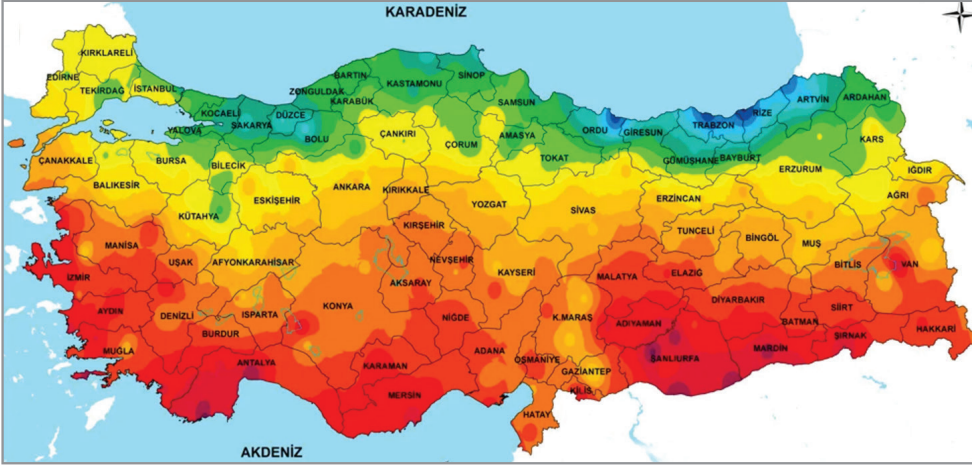 KARADENİZ
KIRKLARELİ
EDİRNE
TEKİRDAĞ
İSTANBUL
KOCAELİ
YALOVA
SAKARYA
DÜZCE
ZONGULDAK
BARTIN
KARABÜK
KASTAMONU
SİNOP
SAMSUN
BOLU
ÇANKIRI
ÇORUM
AMASYA
TOKAT
ORDU
GİRESUN
TRABZON
RİZE
ARTVİN
ARDAHAN
GÜMÜŞHANE
BAYBURT
KARS
IĞDIR
ERZURUM
AĞRI
ÇANAKKALE
BURSA
BİLECİK
BALIKESİR
KÜTAHYA
ESKİŞEHİR
ANKARA
KIRIKKALE
YOZGAT
SİVAS
ERZİNCAN
TUNCELİ
BİNGÖL
MUŞ
BİTLİS
VAN
MANİSA
UŞAK
AFYONKARAHİSAR
KIRŞEHİR
NEVŞEHİR
AKSARAY
KAYSERİ
MALATYA
ELAZIĞ
DİYARBAKIR
SİİRT
İZMİR
AYDIN
DENİZLİ
ISPARTA
BURDUR
KONYA
NİĞDE
K.MARAŞ
ADIYAMAN
BATMAN
ŞIRNAK
HAKKARİ
MUĞLA
ANTALYA
KARAMAN
ADANA
OSMANİYE
GAZİANTEP
ŞANLIURFA
MARDİN
KİLİS
MERSİN
HATAY
AKDENİZ